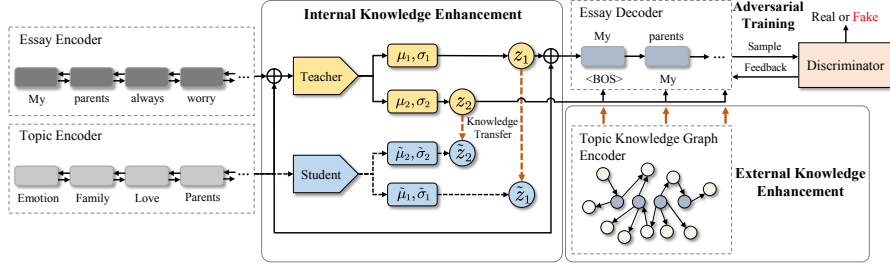 Internal Knowledge Enhancement
Essay Encoder
My parents always worry
...
Topic Encoder
Emotion Family Love Parents
...
Teacher
μ1, σ1
z1
μ2, σ2
z2
Knowledge
Transfer
Student
μ̃2, σ̃2
z̃2
μ̃1, σ̃1
z̃1
Essay Decoder
My parents
...
<BOS> My
Adversarial
Training
Sample
Feedback
Real or Fake
Discriminator
Topic Knowledge Graph
Encoder
External Knowledge
Enhancement